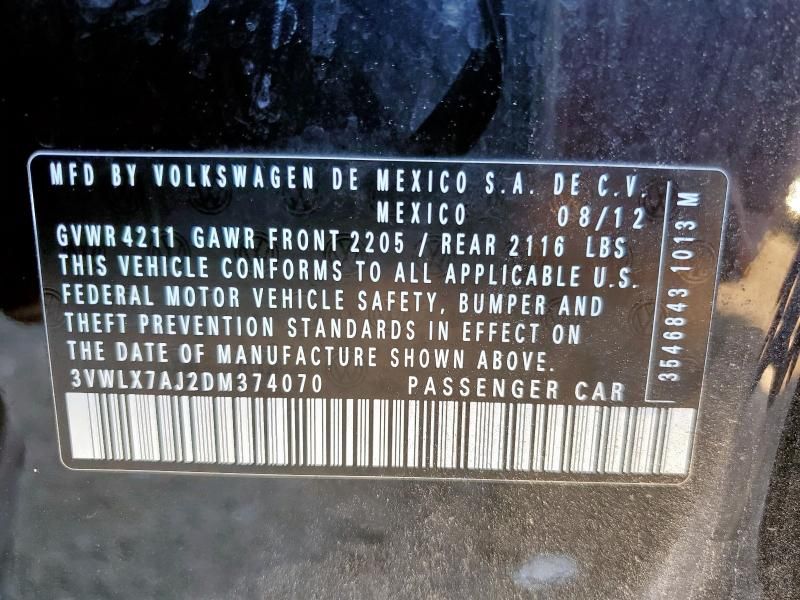 MFD BY VOLKSWAGEN DE MEXICO S.A. DE C.V.
MEXICO 08/12
GVWR 4211 GAWR FRONT 2205 / REAR 2116 LBS
THIS VEHICLE CONFORMS TO ALL APPLICABLE U.S.
FEDERAL MOTOR VEHICLE SAFETY, BUMPER AND
THEFT PREVENTION STANDARDS IN EFFECT ON
THE DATE OF MANUFACTURE SHOWN ABOVE.
3VWLX7AJ2DM374070 PASSENGER CAR
3546843 1013 M